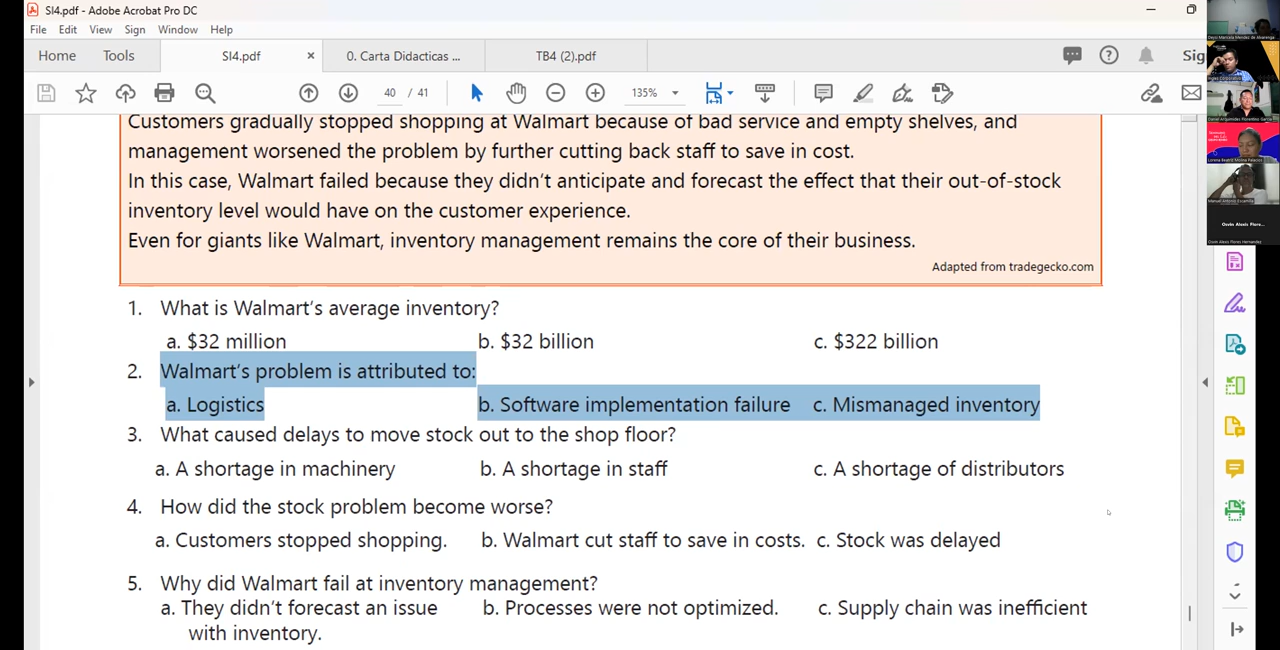 SI4.pdf - Adobe Acrobat Pro DC
File Edit View Sign Window Help
Home Tools SI4.pdf × 0. Carta Didacticas ... TB4 (2).pdf Sig
40 / 41 135%
Customers gradually stopped shopping at Walmart because of bad service and empty shelves, and
management worsened the problem by further cutting back staff to save in cost.
In this case, Walmart failed because they didn't anticipate and forecast the effect that their out-of-stock
inventory level would have on the customer experience.
Even for giants like Walmart, inventory management remains the core of their business.
Adapted from tradegecko.com
1. What is Walmart's average inventory?
a. $32 million b. $32 billion c. $322 billion
2. Walmart's problem is attributed to:
a. Logistics b. Software implementation failure c. Mismanaged inventory
3. What caused delays to move stock out to the shop floor?
a. A shortage in machinery b. A shortage in staff c. A shortage of distributors
4. How did the stock problem become worse?
a. Customers stopped shopping. b. Walmart cut staff to save in costs. c. Stock was delayed
5. Why did Walmart fail at inventory management?
a. They didn't forecast an issue b. Processes were not optimized. c. Supply chain was inefficient
with inventory.
Osvin Alexis Flore...